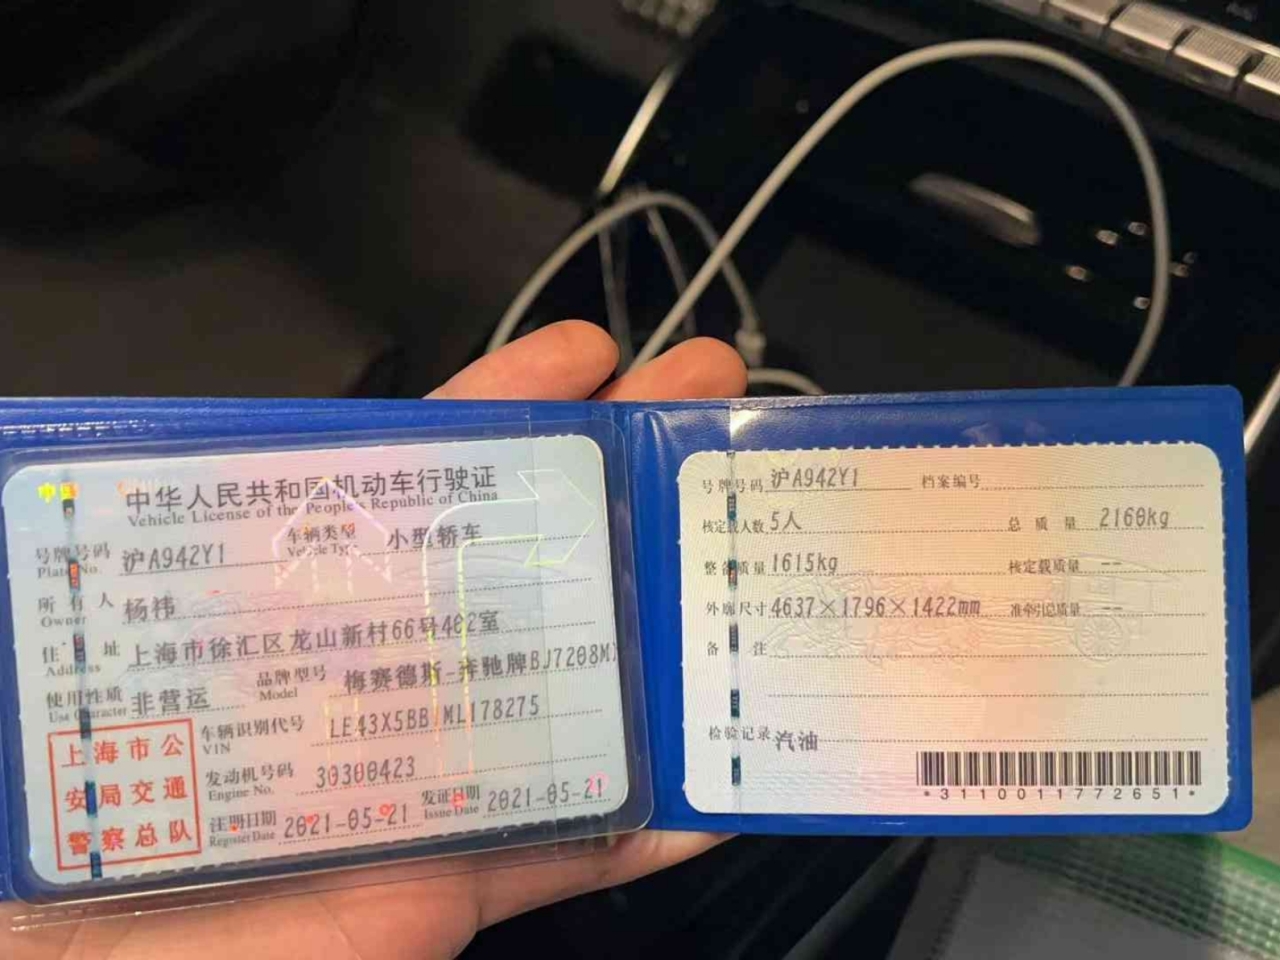 中华人民共和国机动车行驶证
Vehicle License of the People's Republic of China
号牌号码 沪A942Y1 车辆类型 小型轿车
Plate No. Vehicle Type
所有人 杨祎
Owner
住址 上海市徐汇区龙山新村66号402室
Address
使用性质 非营运 品牌型号 梅赛德斯-奔驰牌BJ7208M
Use Character Model
上海市公
安局交通
警察总队
车辆识别代号 LE43X5BB ML178275
VIN
发动机号码 30300423
Engine No.
注册日期 2021-05-21 发证日期 2021-05-21
Register Date Issue Date
号牌号码 沪A942Y1 档案编号
核定载人数 5人 总质量 2160kg
整备质量 1615kg 核定载质量 --
外廓尺寸 4637×1796×1422mm 准牵引总质量 --
备注
检验记录 汽油
*3110011772651*